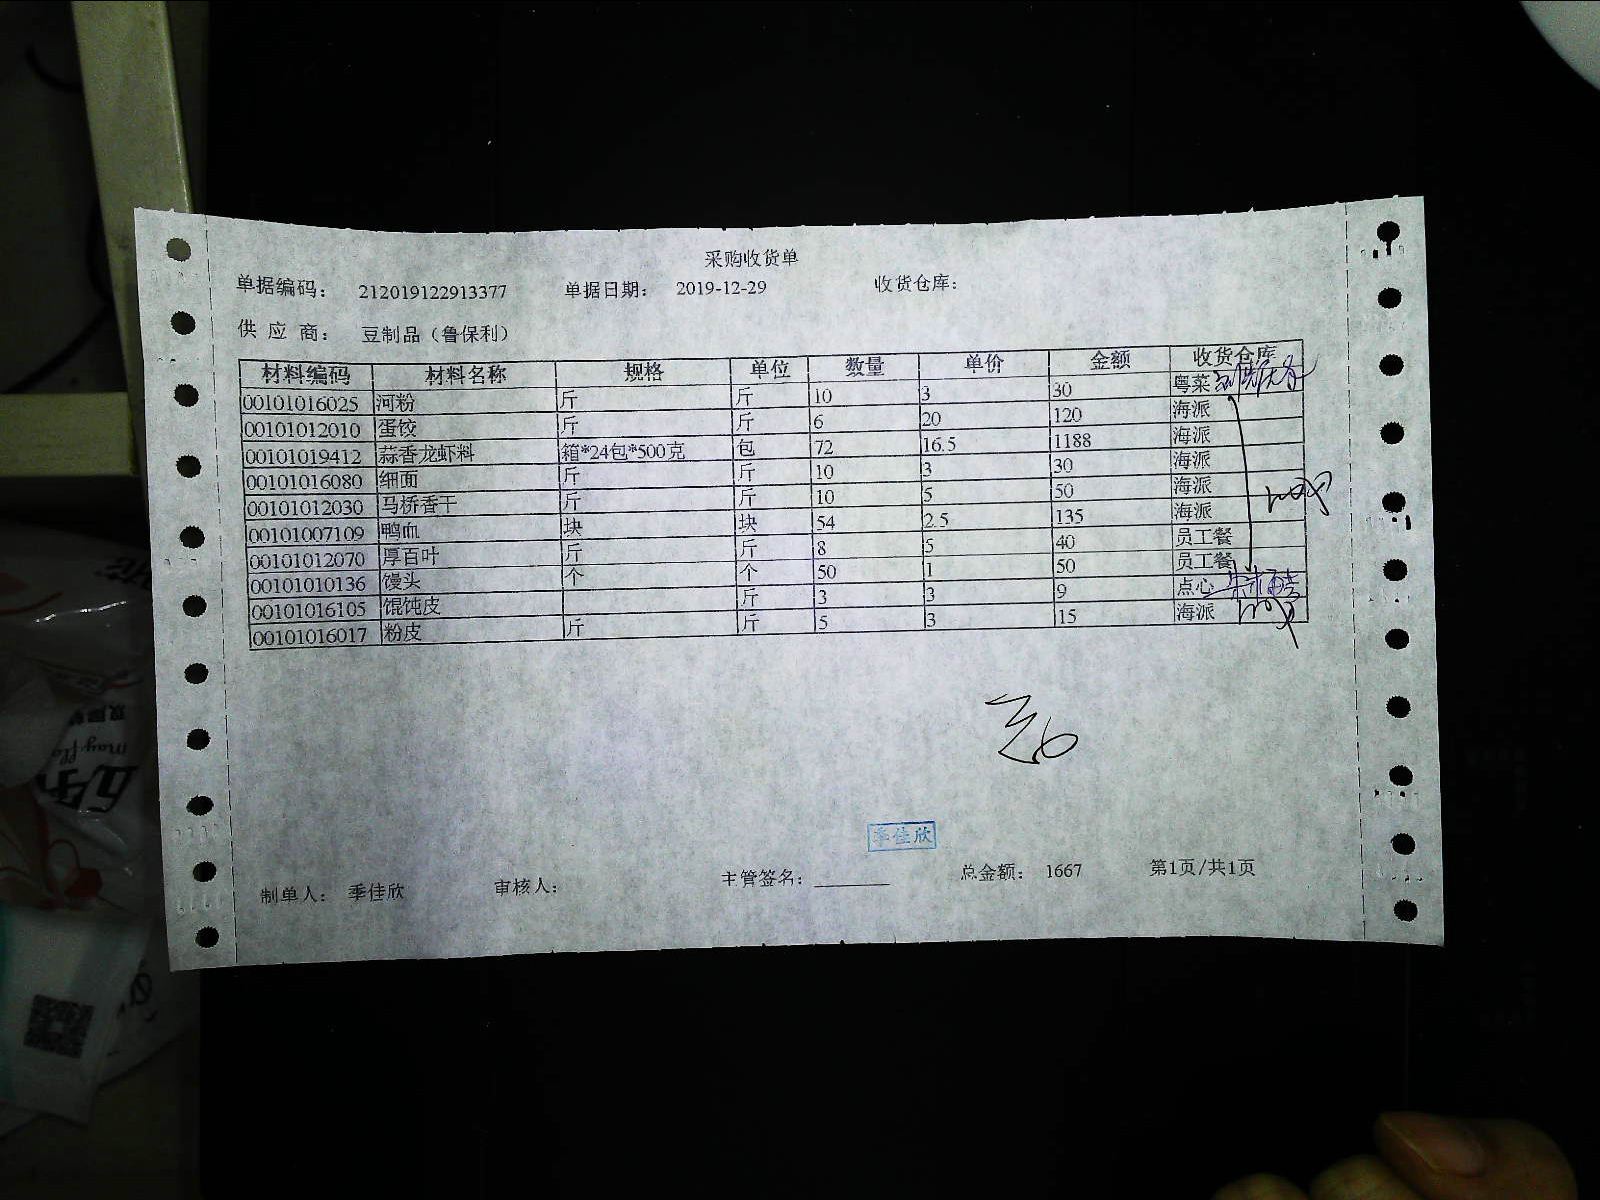 采购收货单
单据编码： 212019122913377 单据日期： 2019-12-29 收货仓库：
供 应 商： 豆制品（鲁保利）
材料编码 材料名称 规格 单位 数量 单价 金额 收货仓库
00101016025 河粉 斤 斤 10 3 30 粤菜
00101012010 蛋饺 斤 斤 6 20 120 海派
00101019412 蒜香龙虾料 箱*24包*500克 包 72 16.5 1188 海派
00101016080 细面 斤 斤 10 3 30 海派
00101012030 马桥香干 斤 斤 10 5 50 海派
00101007109 鸭血 块 块 54 2.5 135 海派
00101012070 厚百叶 斤 斤 8 5 40 员工餐
00101010136 馒头 个 个 50 1 50 员工餐
00101016105 馄饨皮 斤 3 3 9 点心
00101016017 粉皮 斤 斤 5 3 15 海派
季佳欣
制单人： 季佳欣 审核人： 主管签名： 总金额： 1667 第1页/共1页